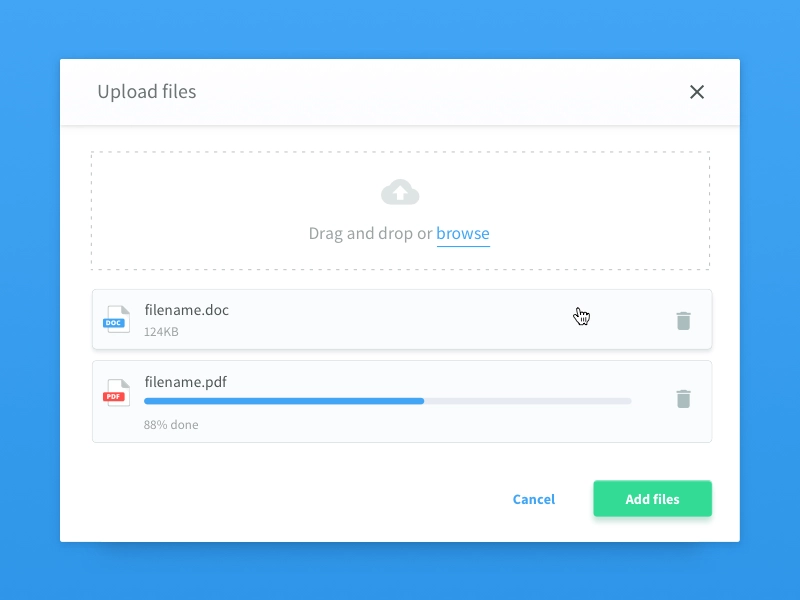 Upload files
Drag and drop or browse
DOC
filename.doc
124KB
PDF
filename.pdf
88% done
Cancel
Add files